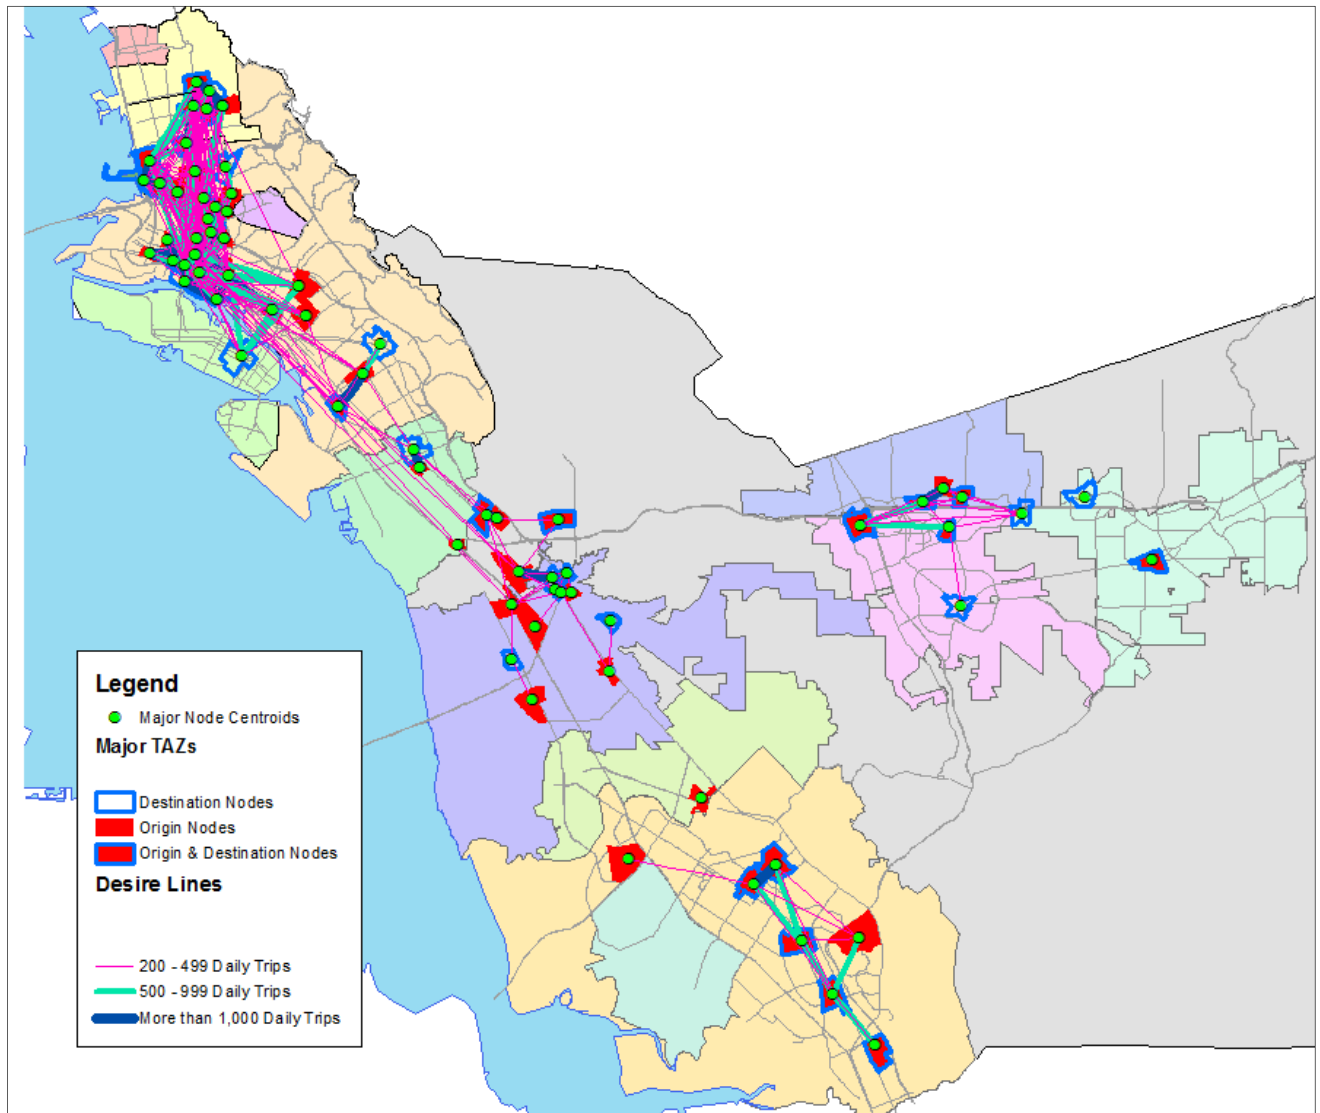 Legend
Major Node Centroids
Major TAZs
Destination Nodes
Origin Nodes
Origin & Destination Nodes
Desire Lines
200 - 499 Daily Trips
500 - 999 Daily Trips
More than 1,000 Daily Trips